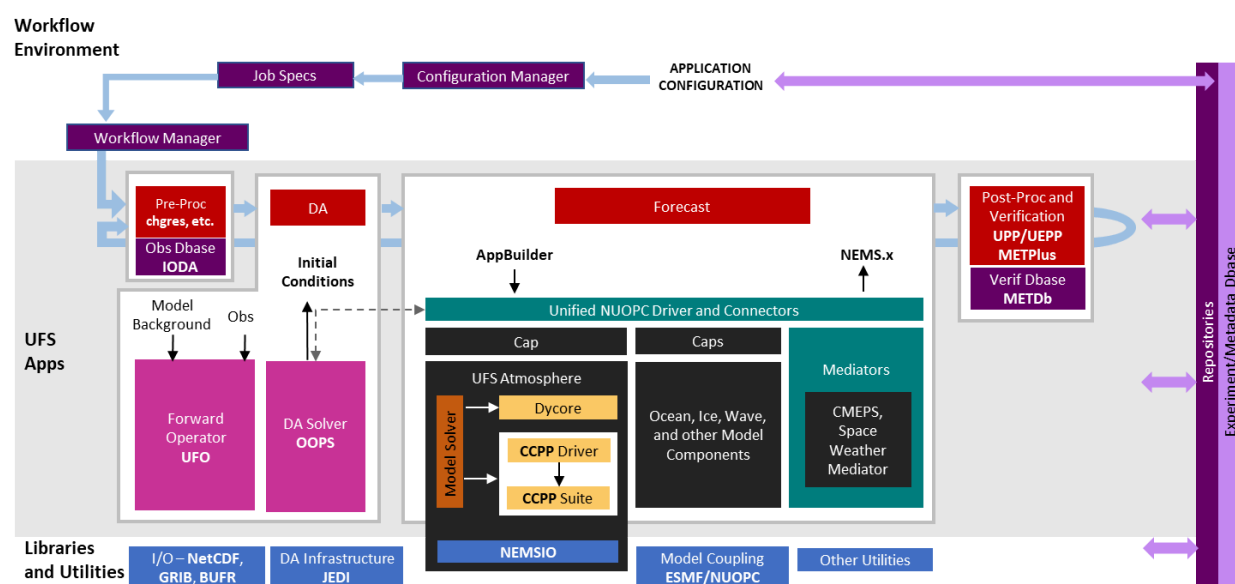 Workflow
Environment
Job Specs
Configuration Manager
APPLICATION
CONFIGURATION
Workflow Manager
Pre-Proc
chgres, etc.
Obs Dbase
IODA
DA
Forecast
Post-Proc and
Verification
UPP/UEPP
METPlus
Verif Dbase
METDb
Initial
Conditions
AppBuilder
NEMS.x
Model
Background
Obs
Unified NUOPC Driver and Connectors
UFS
Apps
Cap
Caps
Mediators
Forward
Operator
UFO
DA Solver
OOPS
UFS Atmosphere
Model Solver
Dycore
CCPP Driver
CCPP Suite
Ocean, Ice, Wave,
and other Model
Components
CMEPS,
Space
Weather
Mediator
Repositories
Experiment/Metadata Dbase
Libraries
and Utilities
I/O – NetCDF,
GRIB, BUFR
DA Infrastructure
JEDI
NEMSIO
Model Coupling
ESMF/NUOPC
Other Utilities